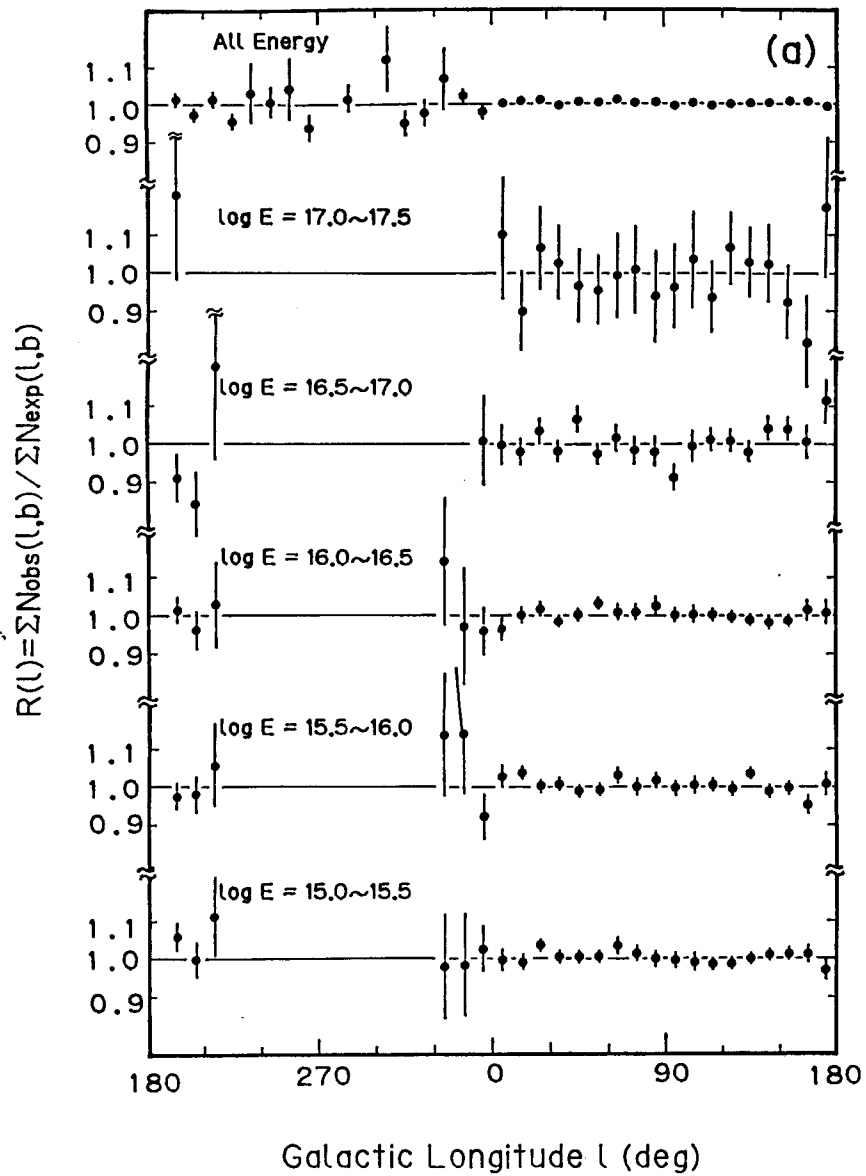 All Energy
(a)
1.1
1.0
0.9
log E = 17.0~17.5
1.1
1.0
0.9
log E = 16.5~17.0
1.1
1.0
0.9
log E = 16.0~16.5
1.1
1.0
0.9
log E = 15.5~16.0
1.1
1.0
0.9
log E = 15.0~15.5
1.1
1.0
0.9
R(l)=ΣNobs(l,b)/ΣNexp(l,b)
180 270 0 90 180
Galactic Longitude l (deg)